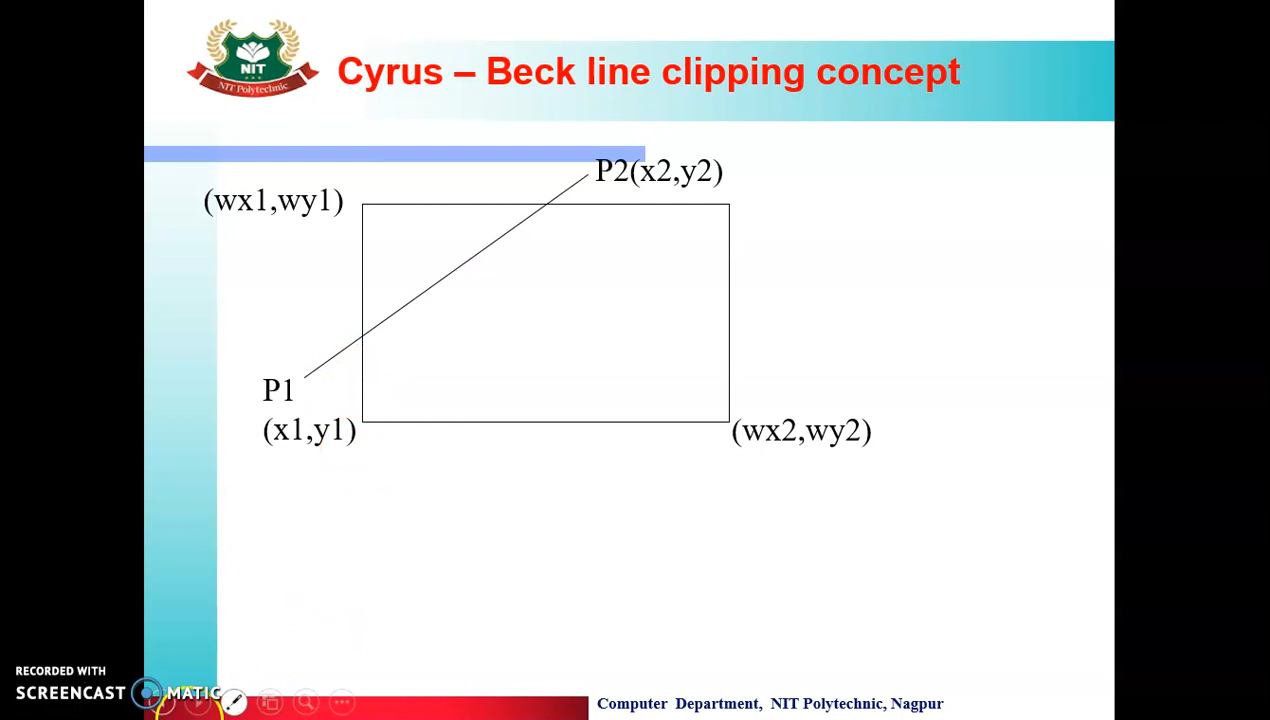 NIT
NIT Polytechnic
Cyrus – Beck line clipping concept
P2(x2,y2)
(wx1,wy1)
P1
(x1,y1)
(wx2,wy2)
RECORDED WITH
SCREENCAST MATIC
Computer Department, NIT Polytechnic, Nagpur